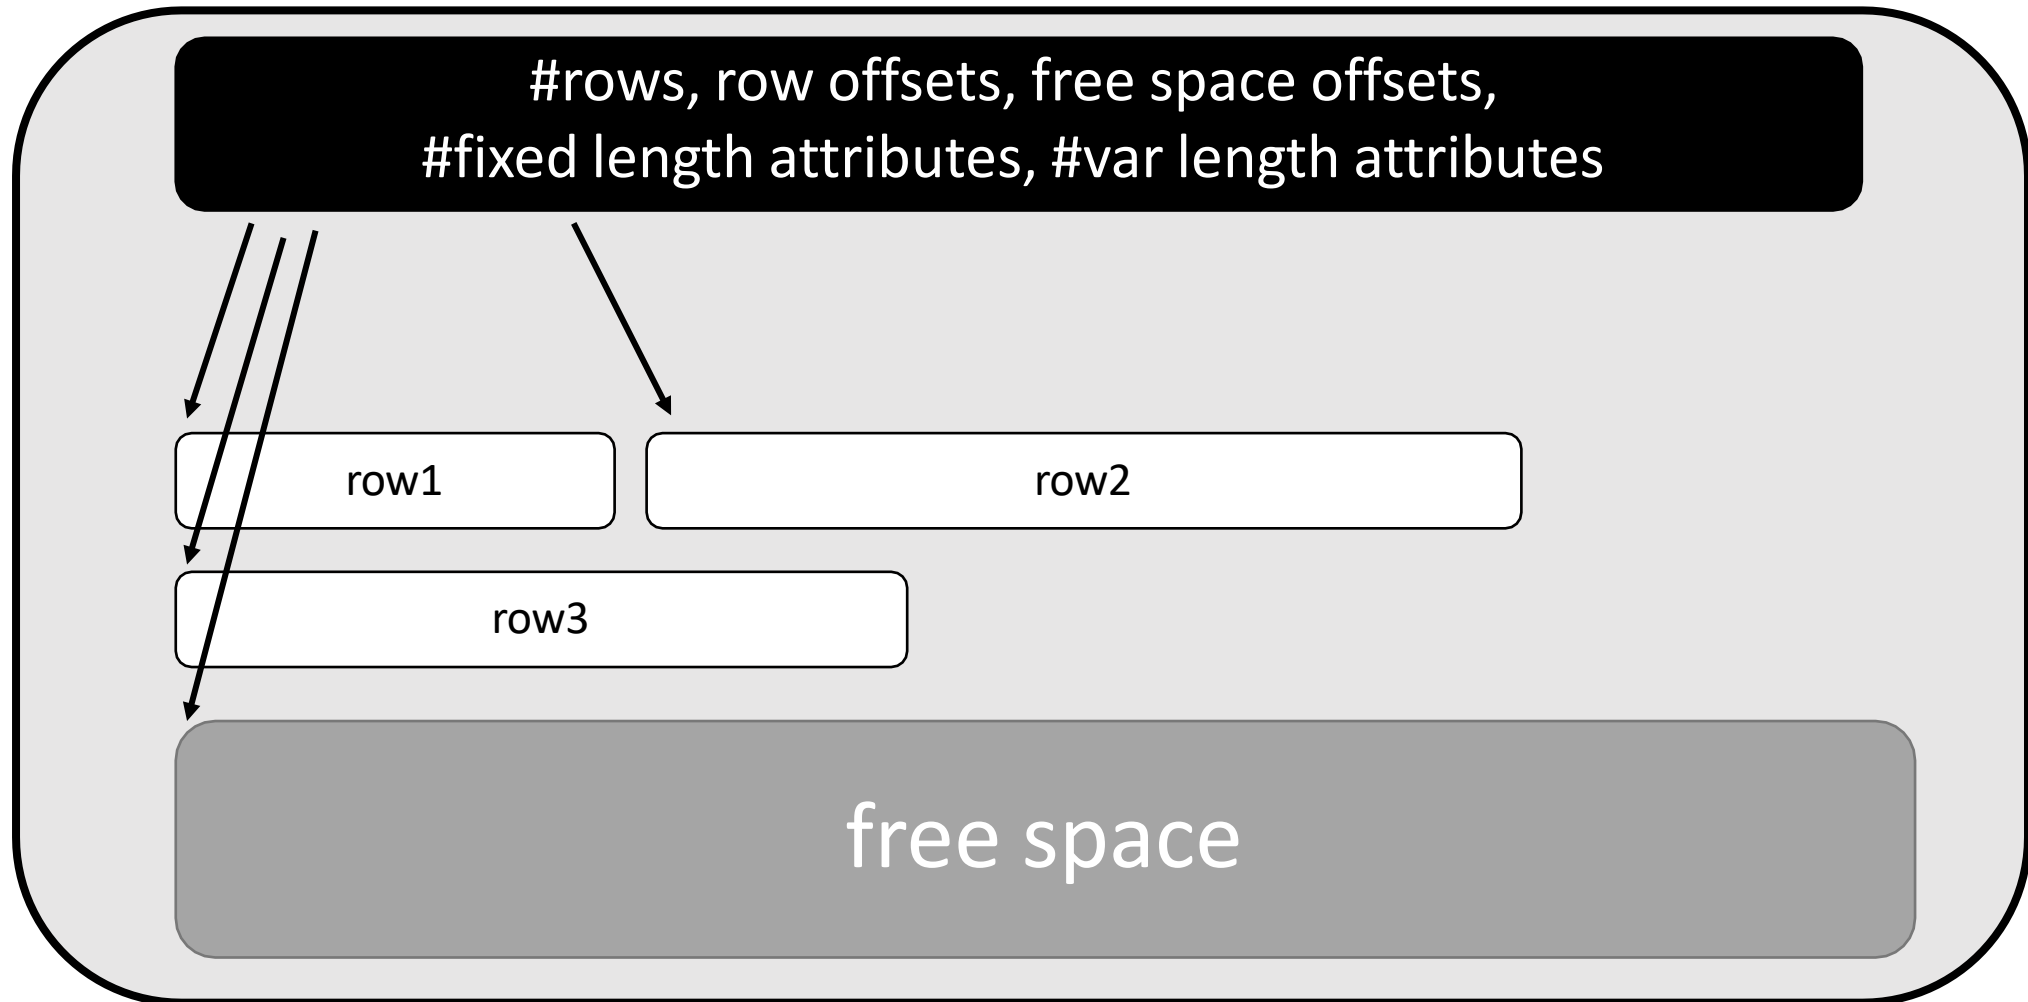 #rows, row offsets, free space offsets,
#fixed length attributes, #var length attributes
row1
row2
row3
free space